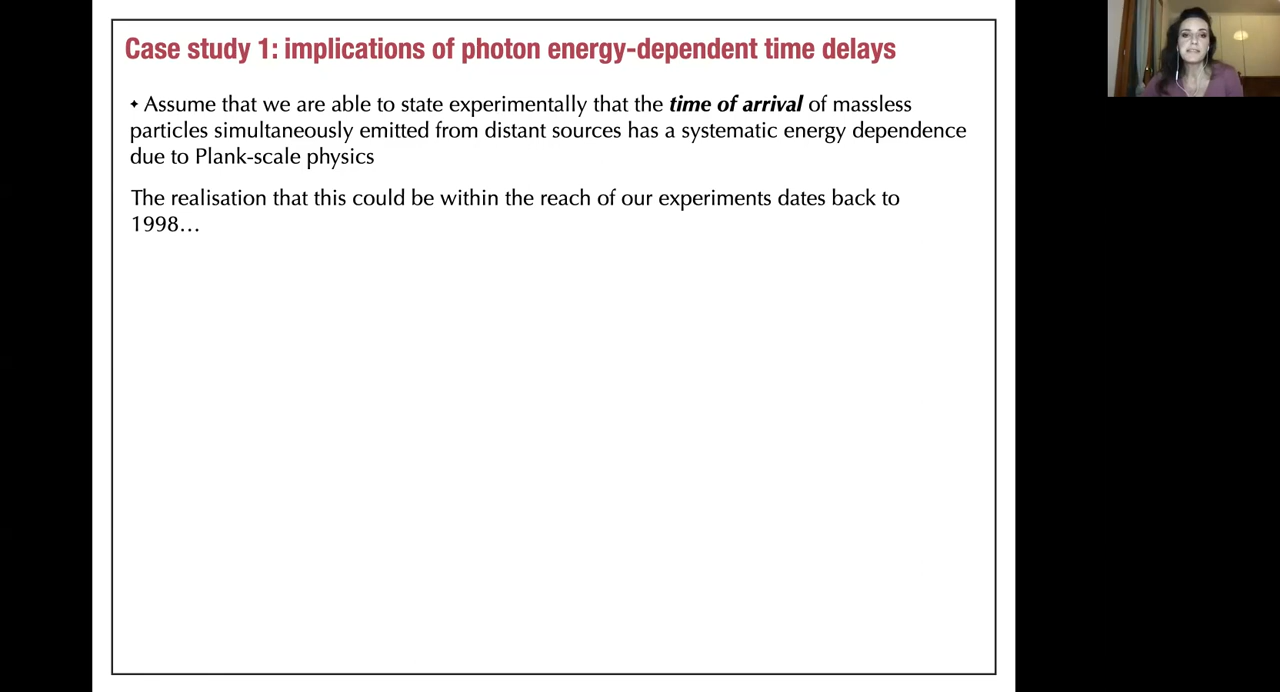 Case study 1: implications of photon energy-dependent time delays
✦ Assume that we are able to state experimentally that the time of arrival of massless
particles simultaneously emitted from distant sources has a systematic energy dependence
due to Plank-scale physics
The realisation that this could be within the reach of our experiments dates back to
1998…